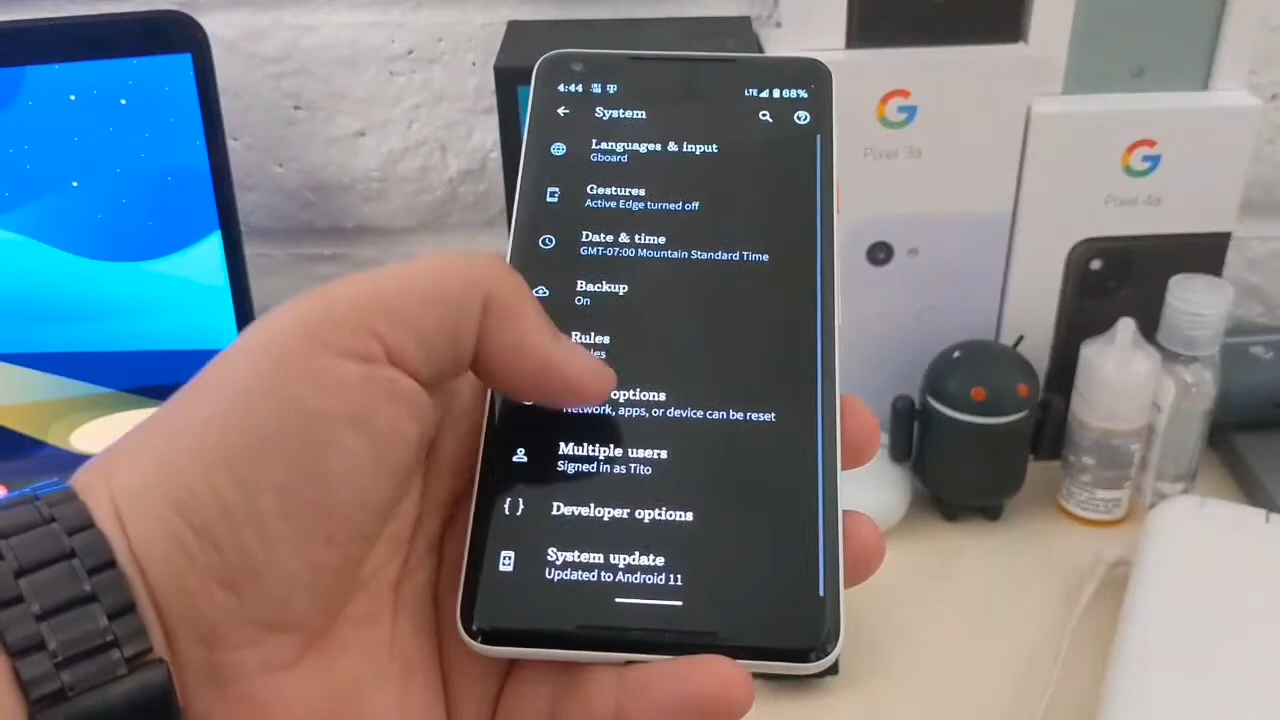 4:44
LTE 68%
System
Languages & input
Gboard
Gestures
Active Edge turned off
Date & time
GMT-07:00 Mountain Standard Time
Backup
On
Rules
options
Network, apps, or device can be reset
Multiple users
Signed in as Tito
{ } Developer options
System update
Updated to Android 11
G
Pixel 3a
G
Pixel 4a